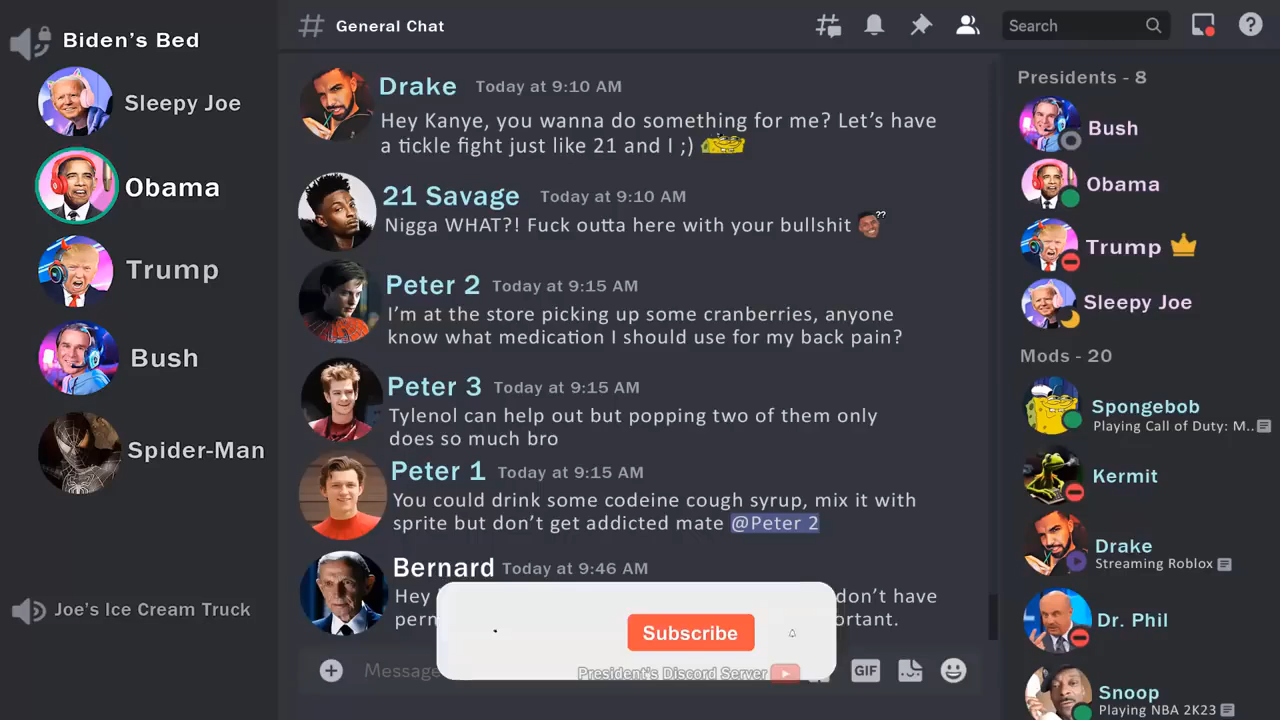 Biden's Bed
Sleepy Joe
Obama
Trump
Bush
Spider-Man
Joe's Ice Cream Truck
General Chat
Search
Drake Today at 9:10 AM
Hey Kanye, you wanna do something for me? Let's have
a tickle fight just like 21 and I ;)
21 Savage Today at 9:10 AM
Nigga WHAT?! Fuck outta here with your bullshit
??
Peter 2 Today at 9:15 AM
I'm at the store picking up some cranberries, anyone
know what medication I should use for my back pain?
Peter 3 Today at 9:15 AM
Tylenol can help out but popping two of them only
does so much bro
Peter 1 Today at 9:15 AM
You could drink some codeine cough syrup, mix it with
sprite but don't get addicted mate @Peter 2
Bernard Today at 9:46 AM
Hey don't have
Subscribe
Message
President's Discord Server
GIF
Presidents - 8
Bush
Obama
Trump
Sleepy Joe
Mods - 20
Spongebob
Playing Call of Duty: M..
Kermit
Drake
Streaming Roblox
Dr. Phil
Snoop
Playing NBA 2K23